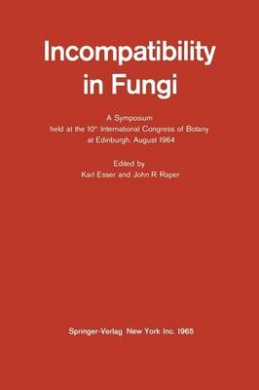 Incompatibility
in Fungi
A Symposium
held at the 10th International Congress of Botany
at Edinburgh, August 1964
Edited by
Karl Esser and John R Raper
Springer-Verlag New York Inc. 1965